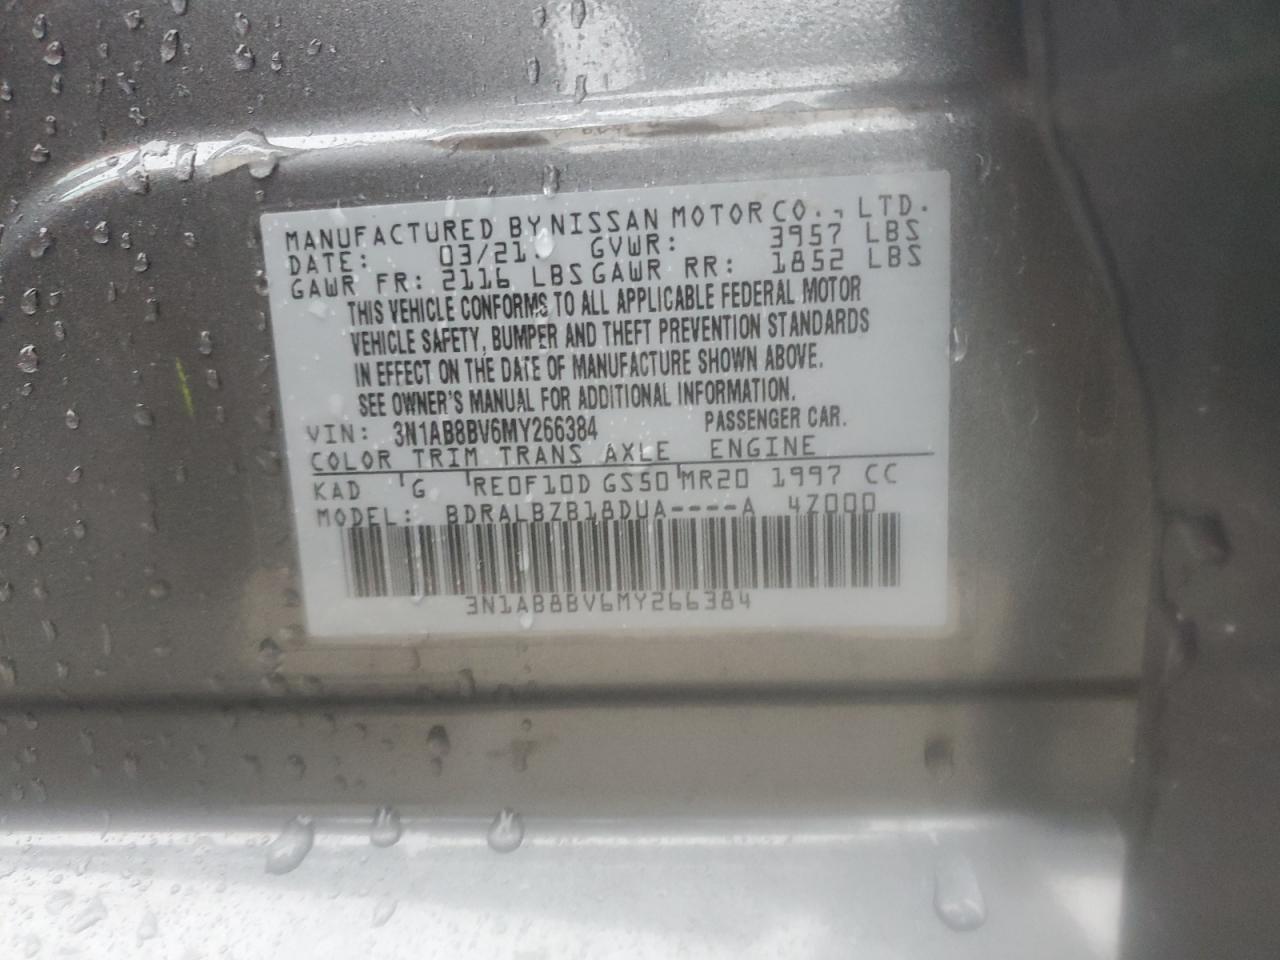 MANUFACTURED BY NISSAN MOTOR CO., LTD.
DATE: 03/21 GVWR: 3957 LBS
GAWR FR: 2116 LBS GAWR RR: 1852 LBS
THIS VEHICLE CONFORMS TO ALL APPLICABLE FEDERAL MOTOR
VEHICLE SAFETY, BUMPER AND THEFT PREVENTION STANDARDS
IN EFFECT ON THE DATE OF MANUFACTURE SHOWN ABOVE.
SEE OWNER'S MANUAL FOR ADDITIONAL INFORMATION.
VIN: 3N1AB8BV6MY266384 PASSENGER CAR.
COLOR TRIM TRANS AXLE ENGINE
KAD G RE0F10D GS50 MR20 1997 CC
MODEL: BDRALBZB18DUA----A 4Z000
3N1AB8BV6MY266384